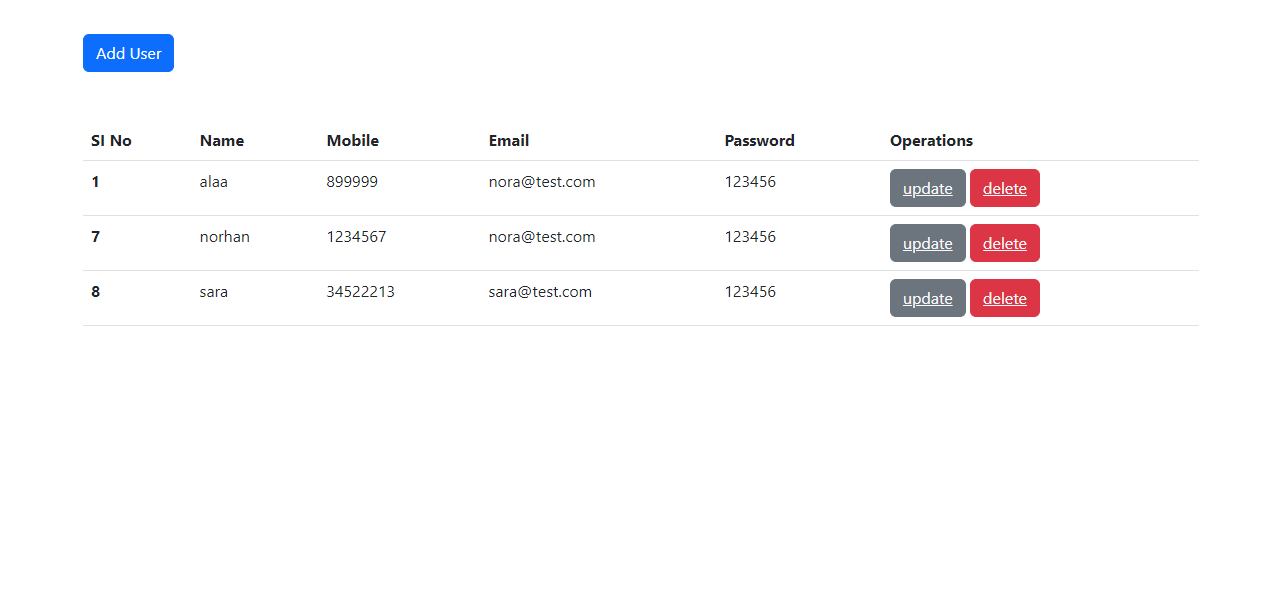 Add User
SI No Name Mobile Email Password Operations
1 alaa 899999 nora@test.com 123456 update delete
7 norhan 1234567 nora@test.com 123456 update delete
8 sara 34522213 sara@test.com 123456 update delete